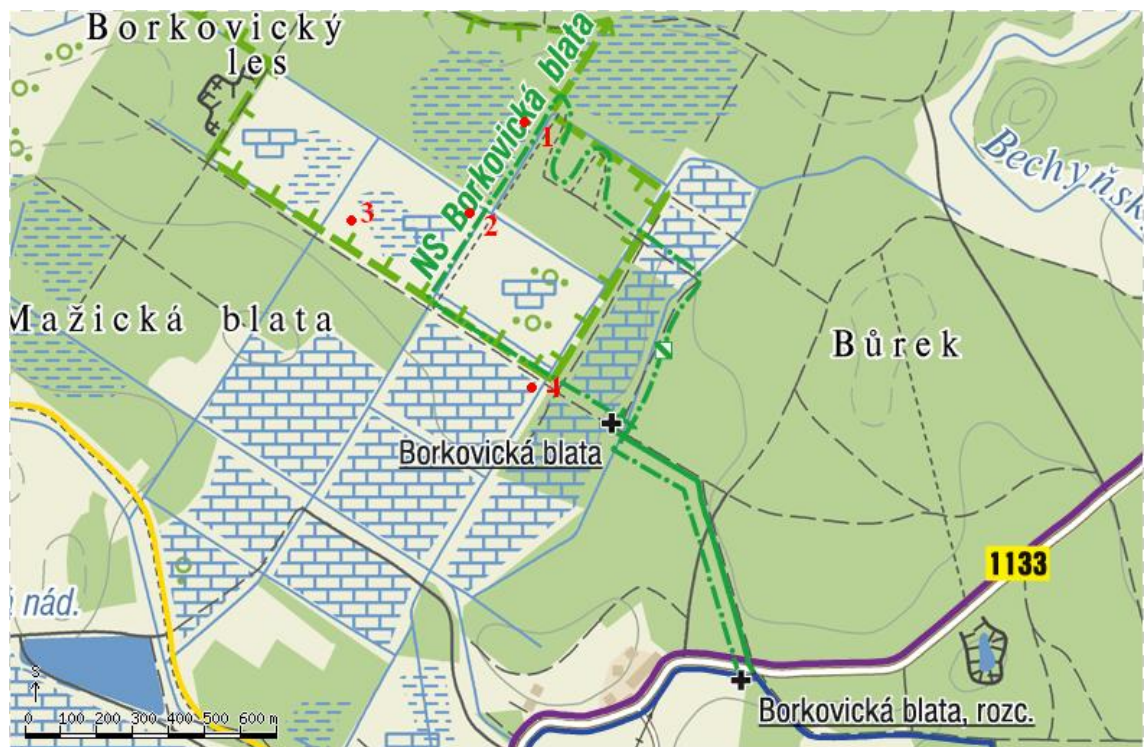 Borkovický
les
NS Borkovická blata
1
2
3
Bechyňsk
Mažická blata
Bůrek
4
Borkovická blata
1133
á nád.
S
0 100 200 300 400 500 600 m
Borkovická blata, rozc.